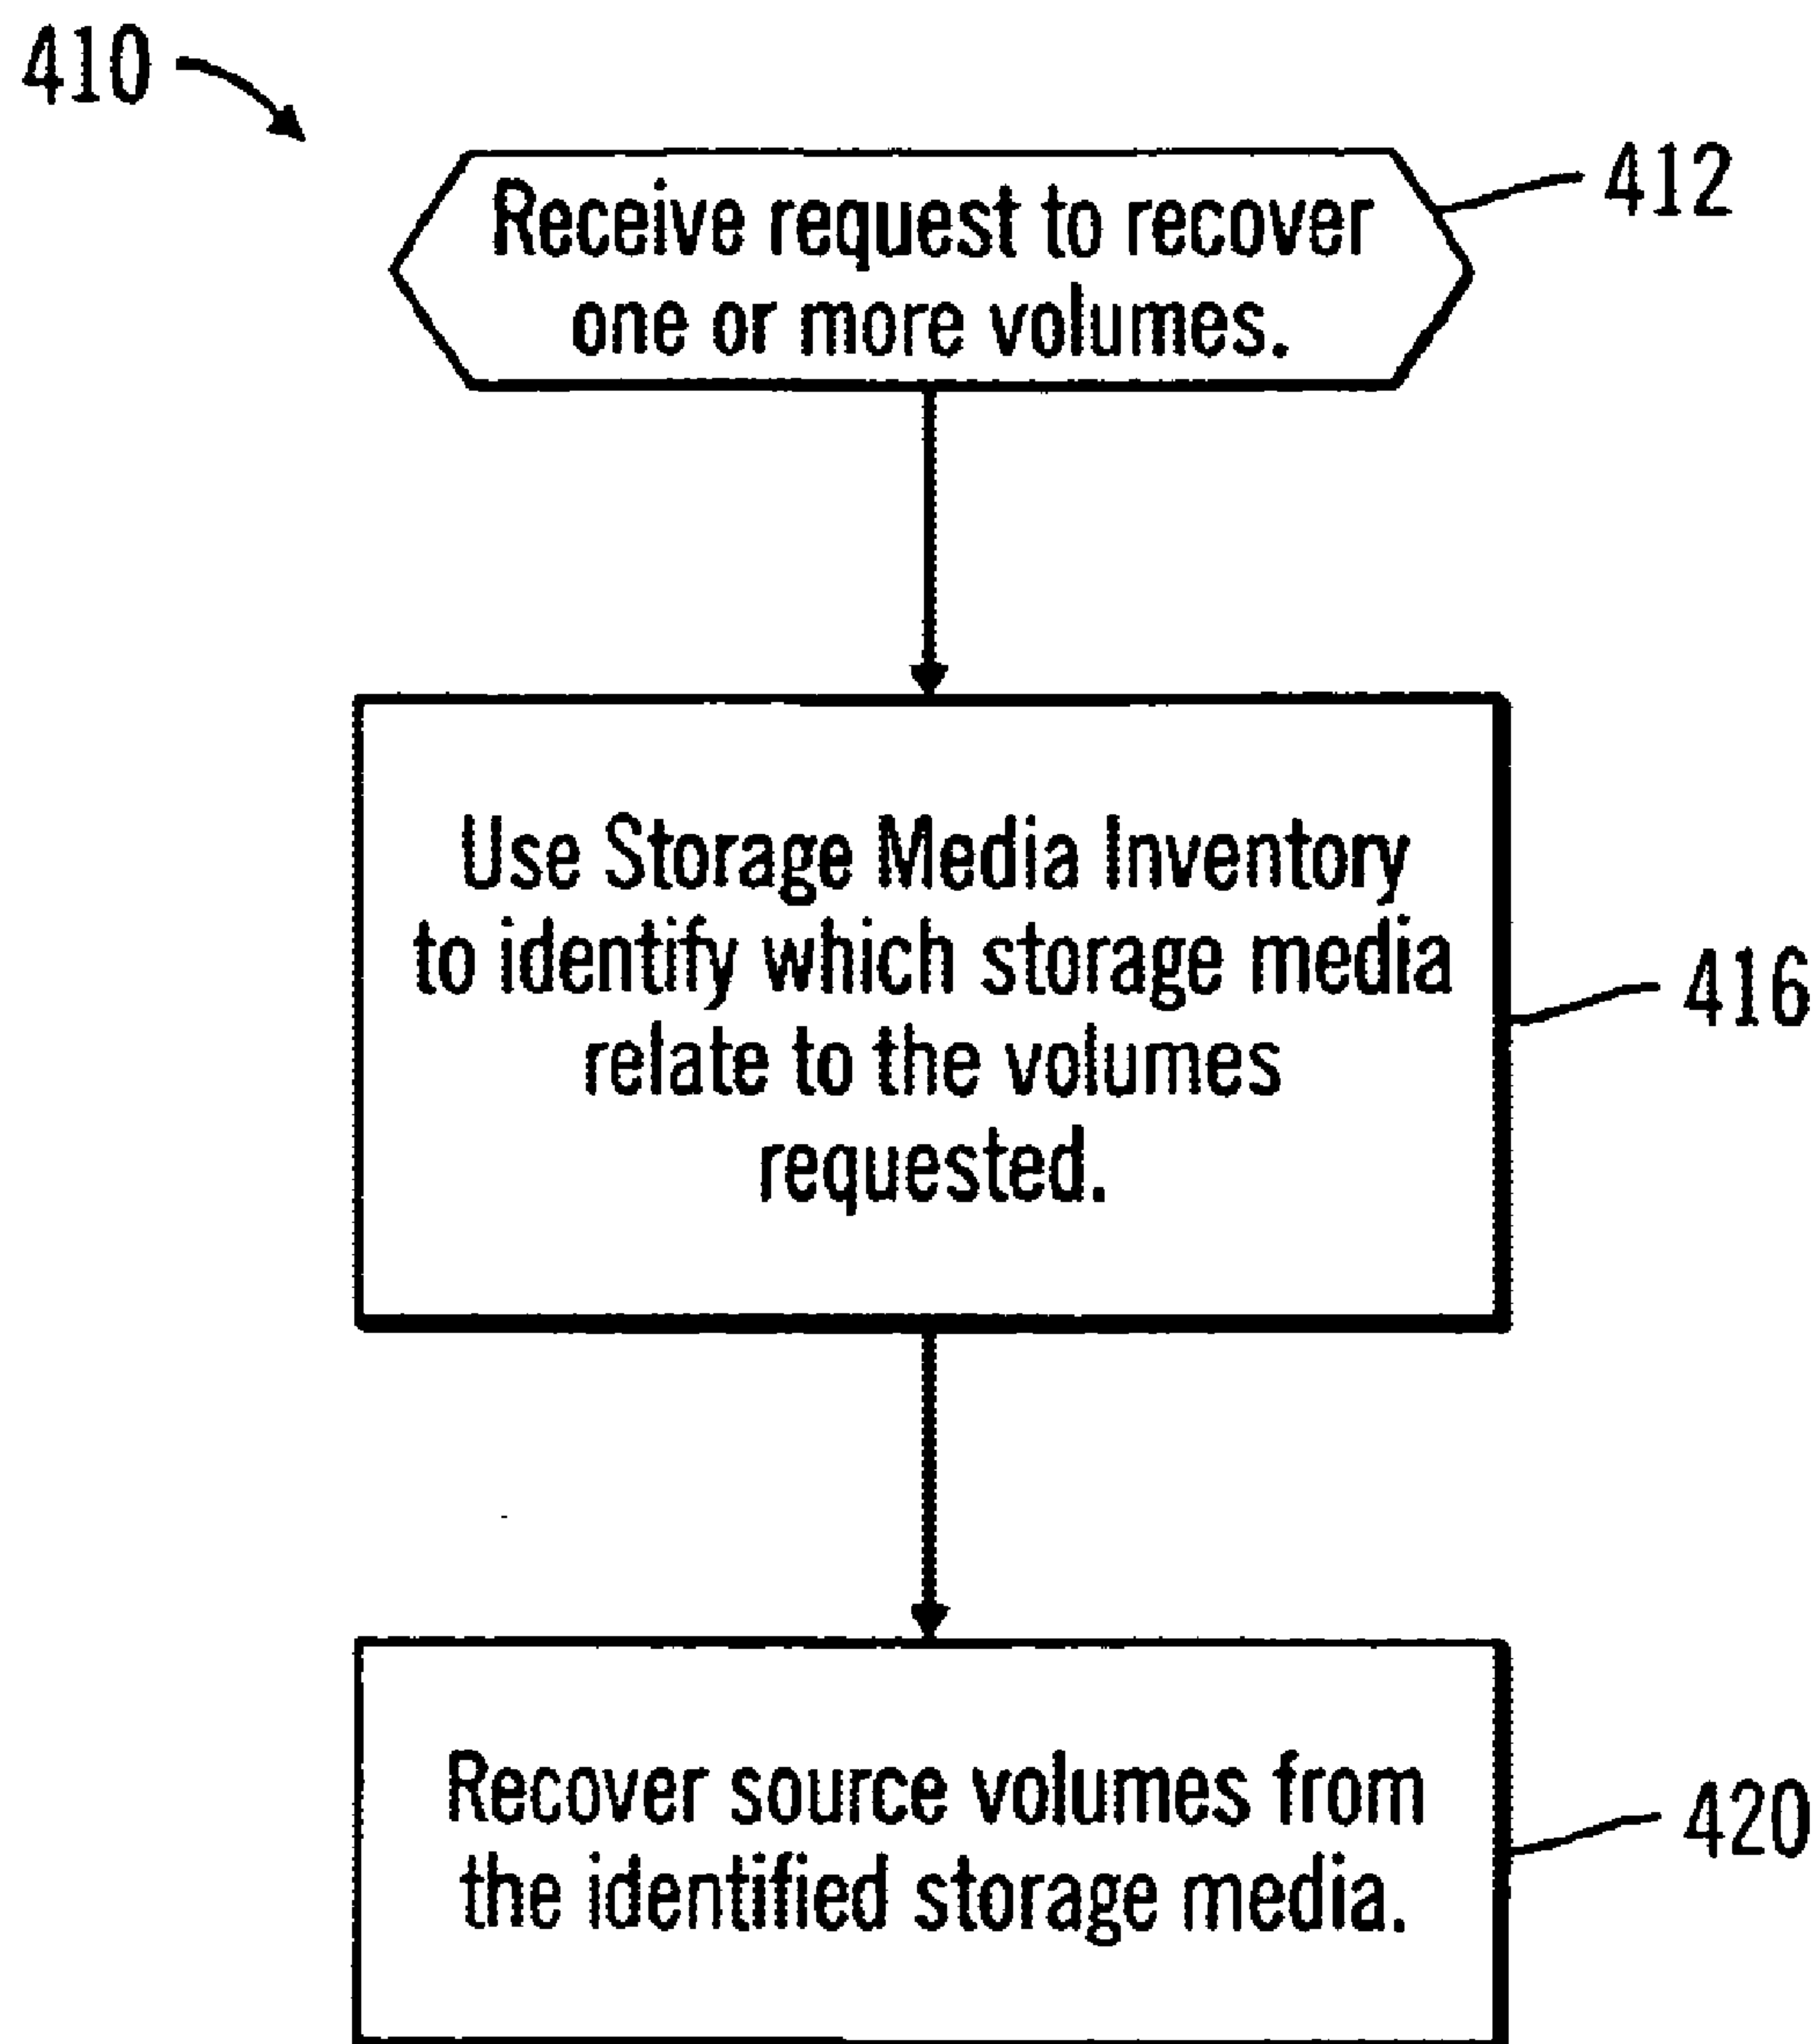 410
412
Receive request to recover
one or more volumes.
Use Storage Media Inventory
to identify which storage media
relate to the volumes
requested.
416
Recover source volumes from
the identified storage media.
420